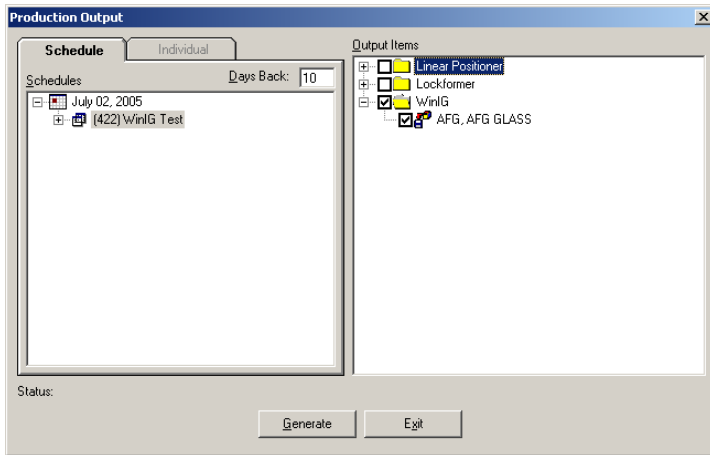 Production Output
Schedule
Individual
Schedules
Days Back: 10
July 02, 2005
(422) WinIG Test
Output Items
Linear Positioner
Lockformer
WinIG
AFG, AFG GLASS
Status:
Generate
Exit